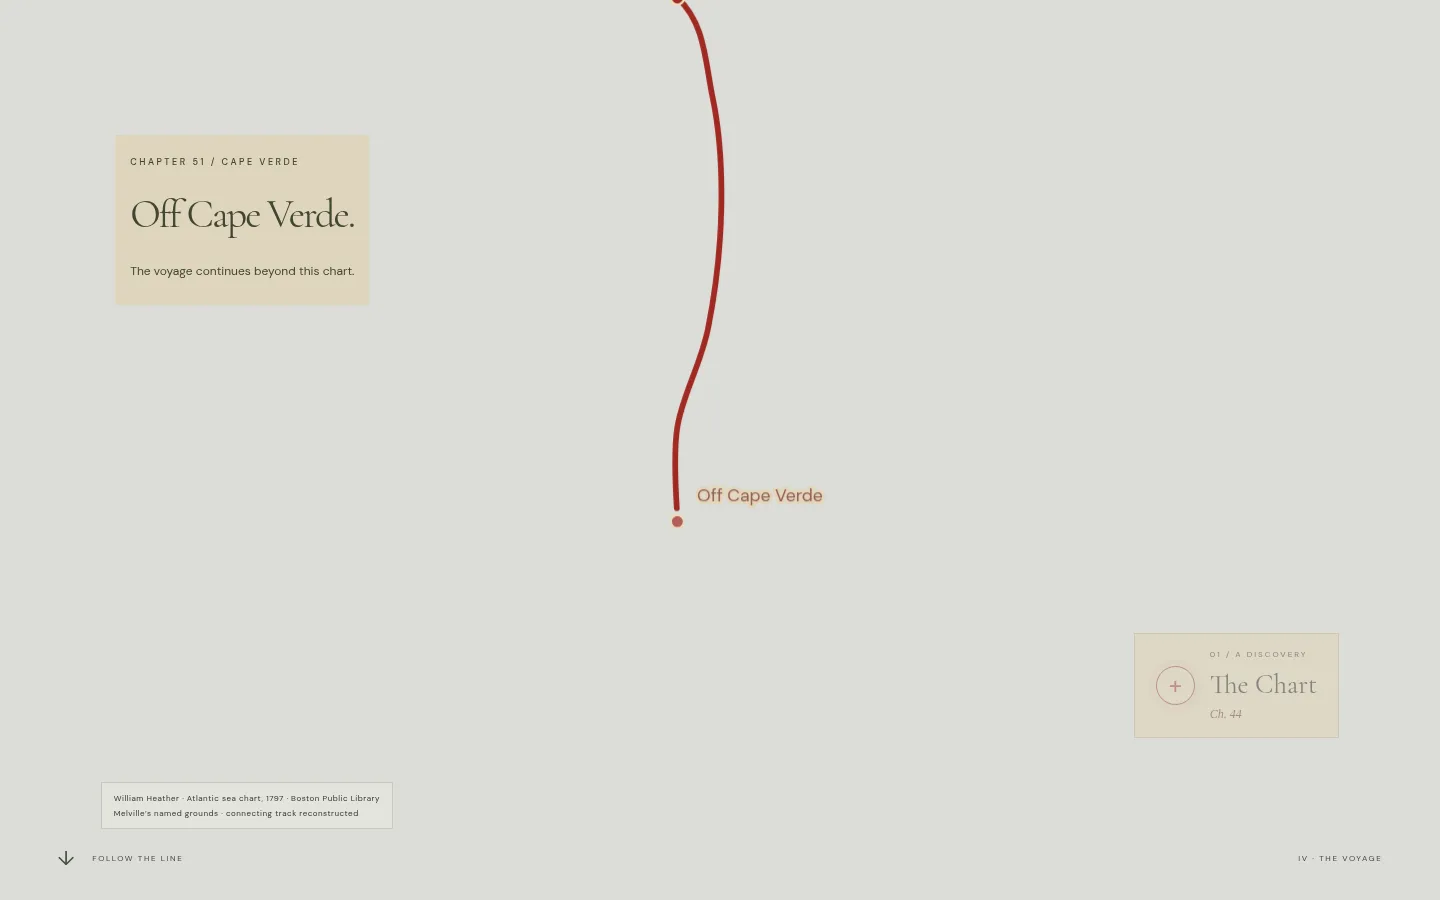 CHAPTER 51 / CAPE VERDE
Off Cape Verde.
The voyage continues beyond this chart.
Off Cape Verde
01 / A DISCOVERY
The Chart
Ch. 44
William Heather · Atlantic sea chart, 1797 · Boston Public Library
Melville's named grounds · connecting track reconstructed
FOLLOW THE LINE
IV · THE VOYAGE